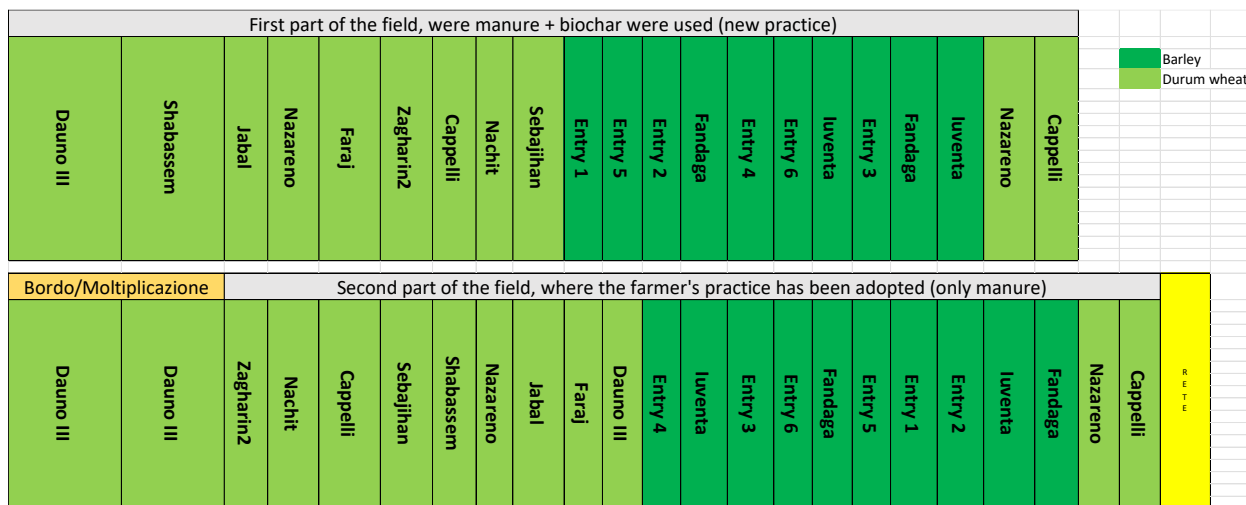 First part of the field, were manure + biochar were used (new practice)
Barley
Durum wheat
Dauno III
Shabassem
Jabal
Nazareno
Faraj
Zagharin2
Cappelli
Nachit
Sebajihan
Entry 1
Entry 5
Entry 2
Fandaga
Entry 4
Entry 6
Iuventa
Entry 3
Fandaga
Iuventa
Nazareno
Cappelli
Bordo/Moltiplicazione
Second part of the field, where the farmer's practice has been adopted (only manure)
Dauno III
Dauno III
Zagharin2
Nachit
Cappelli
Sebajihan
Shabassem
Nazareno
Jabal
Faraj
Dauno III
Entry 4
Iuventa
Entry 3
Entry 6
Fandaga
Entry 5
Entry 1
Entry 2
Iuventa
Fandaga
Nazareno
Cappelli
RETE